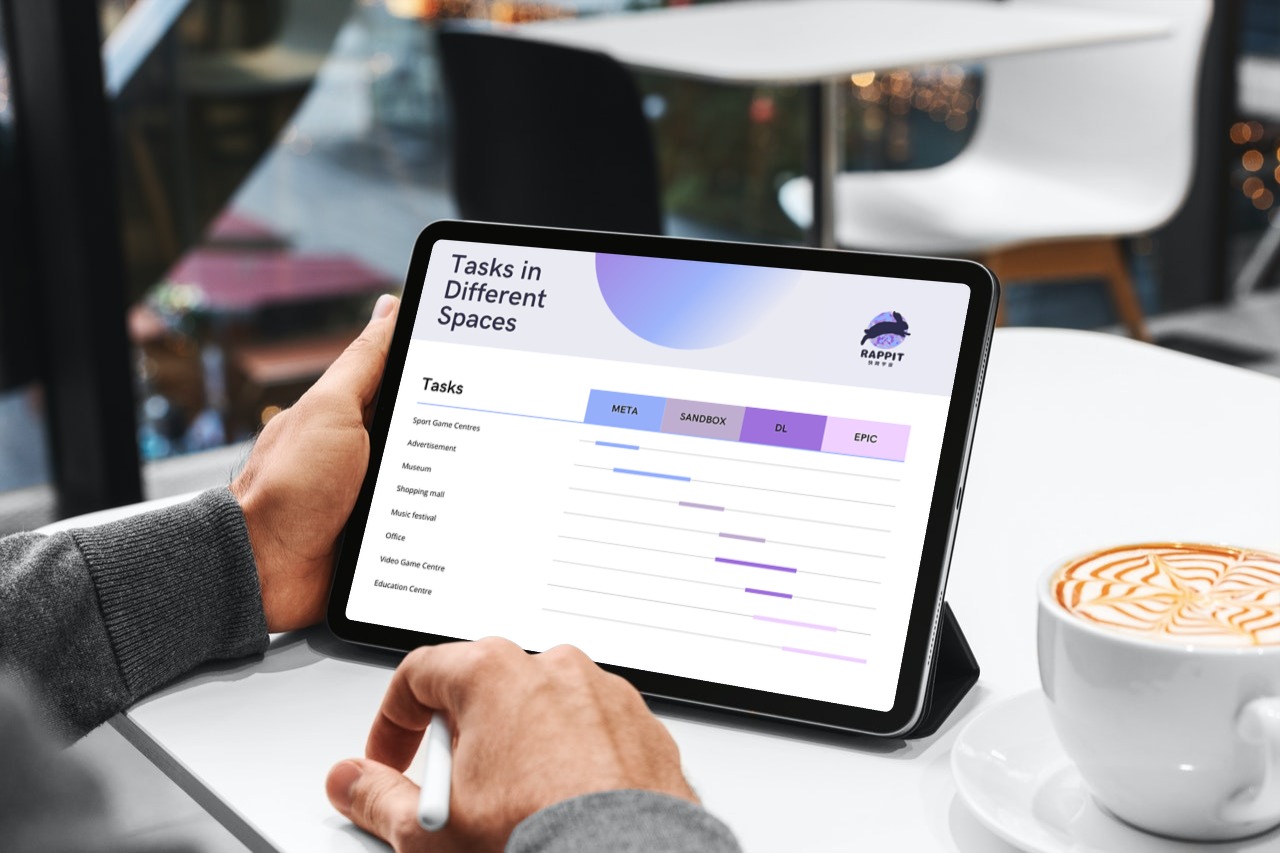 Tasks in
Different
Spaces
RAPPIT
Tasks
META
SANDBOX
DL
EPIC
Sport Game Centres
Advertisement
Museum
Shopping mall
Music festival
Office
Video Game Centre
Education Centre